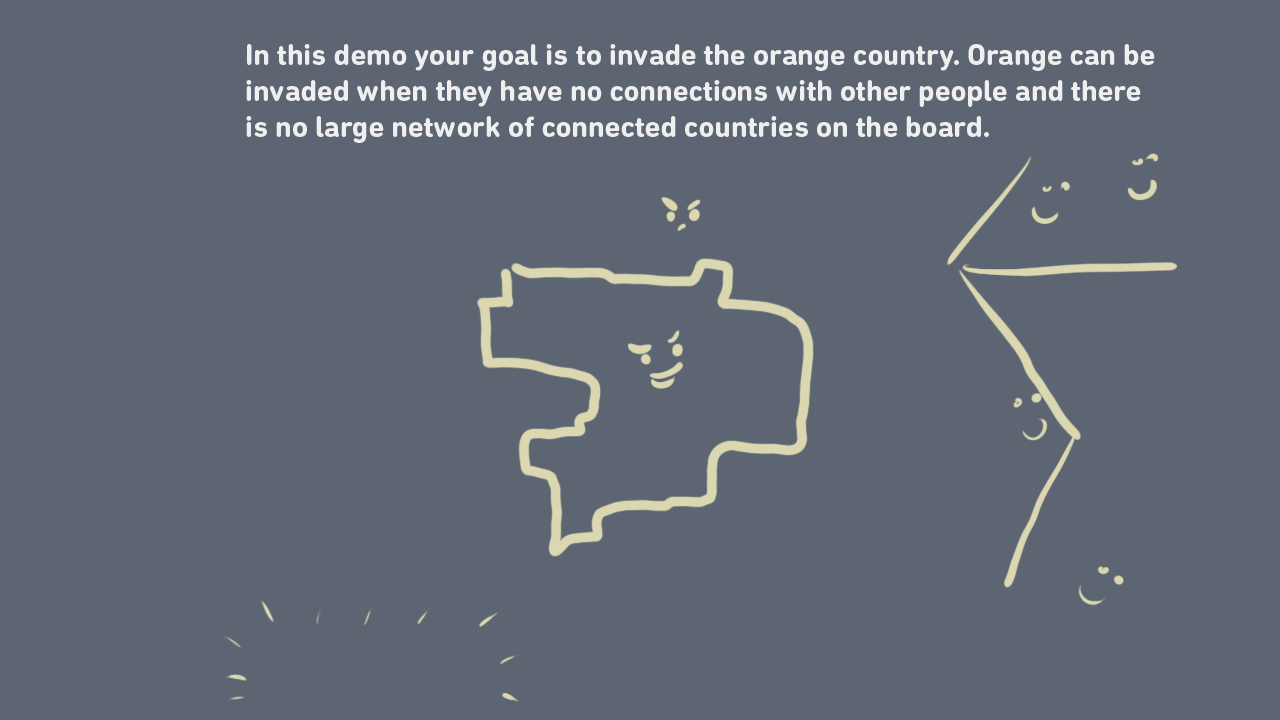 In this demo your goal is to invade the orange country. Orange can be
invaded when they have no connections with other people and there
is no large network of connected countries on the board.